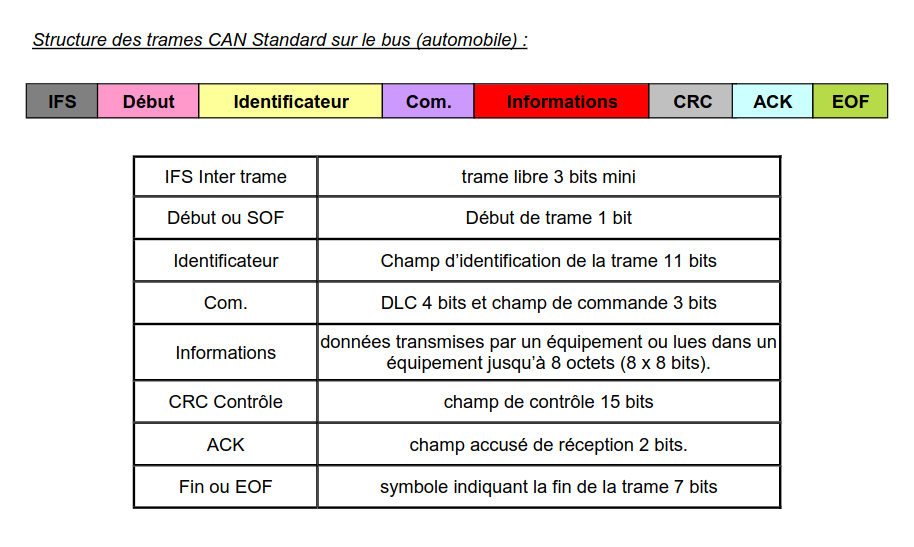 Structure des trames CAN Standard sur le bus (automobile) :
IFS Début Identificateur Com. Informations CRC ACK EOF
IFS Inter trame trame libre 3 bits mini
Début ou SOF Début de trame 1 bit
Identificateur Champ d’identification de la trame 11 bits
Com. DLC 4 bits et champ de commande 3 bits
Informations données transmises par un équipement ou lues dans un
équipement jusqu’à 8 octets (8 x 8 bits).
CRC Contrôle champ de contrôle 15 bits
ACK champ accusé de réception 2 bits.
Fin ou EOF symbole indiquant la fin de la trame 7 bits